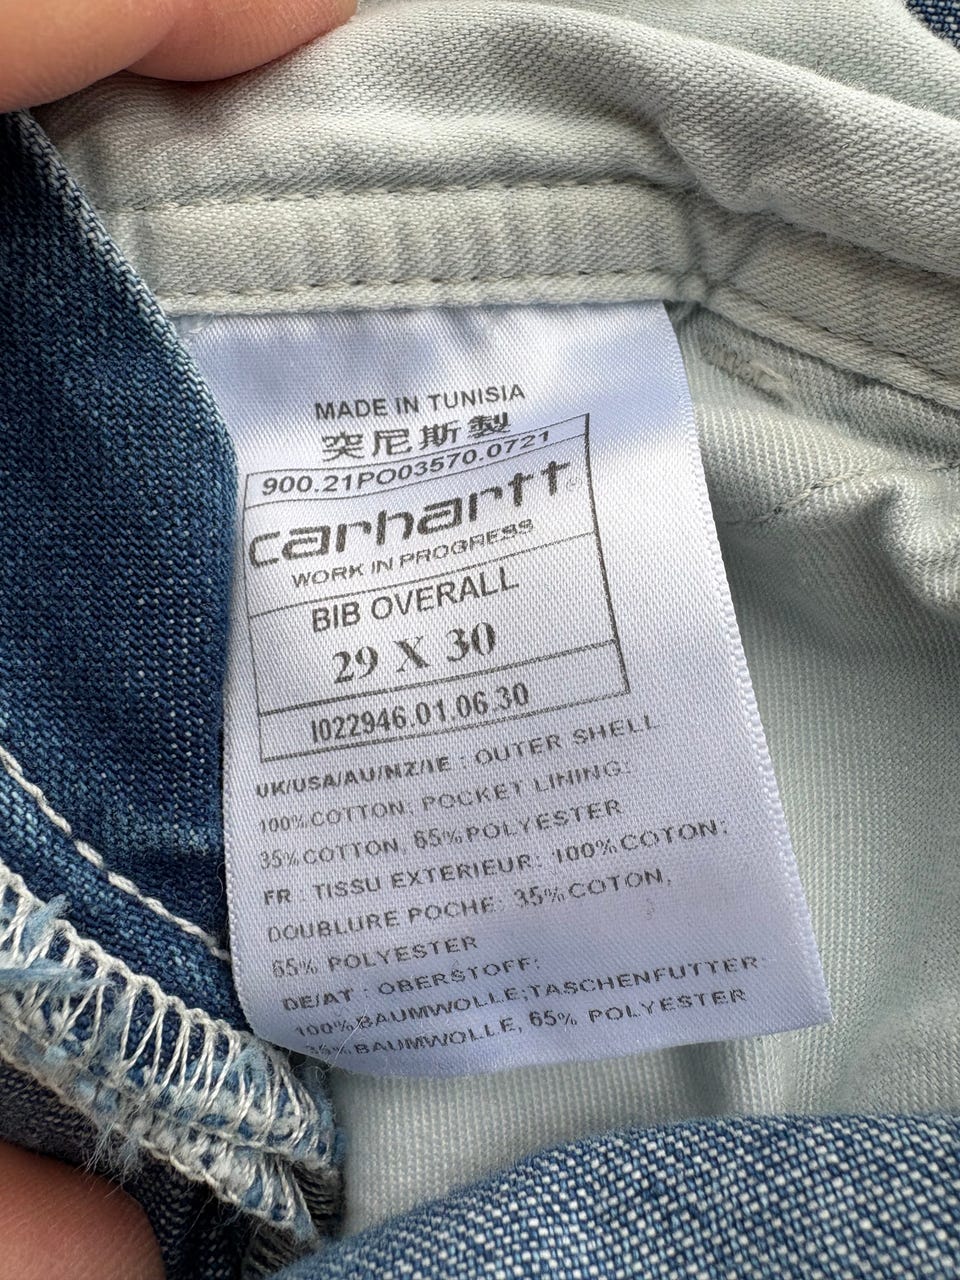 MADE IN TUNISIA
突尼斯製
900.21PO03570.0721
carhartt®
WORK IN PROGRESS
BIB OVERALL
29 X 30
I022946.01.06.30
UK/USA/AU/NZ/IE : OUTER SHELL
100% COTTON; POCKET LINING:
35% COTTON, 65% POLYESTER
FR : TISSU EXTERIEUR: 100% COTON;
DOUBLURE POCHE: 35% COTON,
65% POLYESTER
DE/AT : OBERSTOFF:
100% BAUMWOLLE;TASCHENFUTTER:
35% BAUMWOLLE, 65% POLYESTER